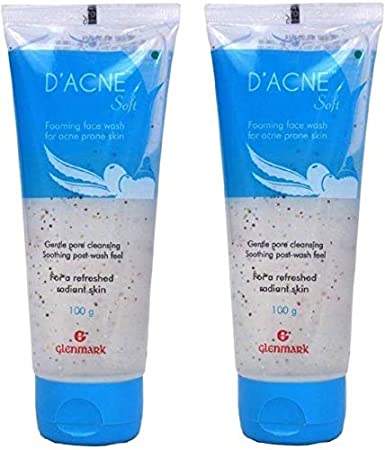 D'ACNE
Soft
Foaming face wash
for acne prone skin
Gentle pore cleansing
Soothing post-wash feel
For a refreshed
radiant skin
100 g
G
GLENMARK
D'ACNE
Soft
Foaming face wash
for acne prone skin
Gentle pore cleansing
Soothing post-wash feel
For a refreshed
radiant skin
100 g
G
GLENMARK